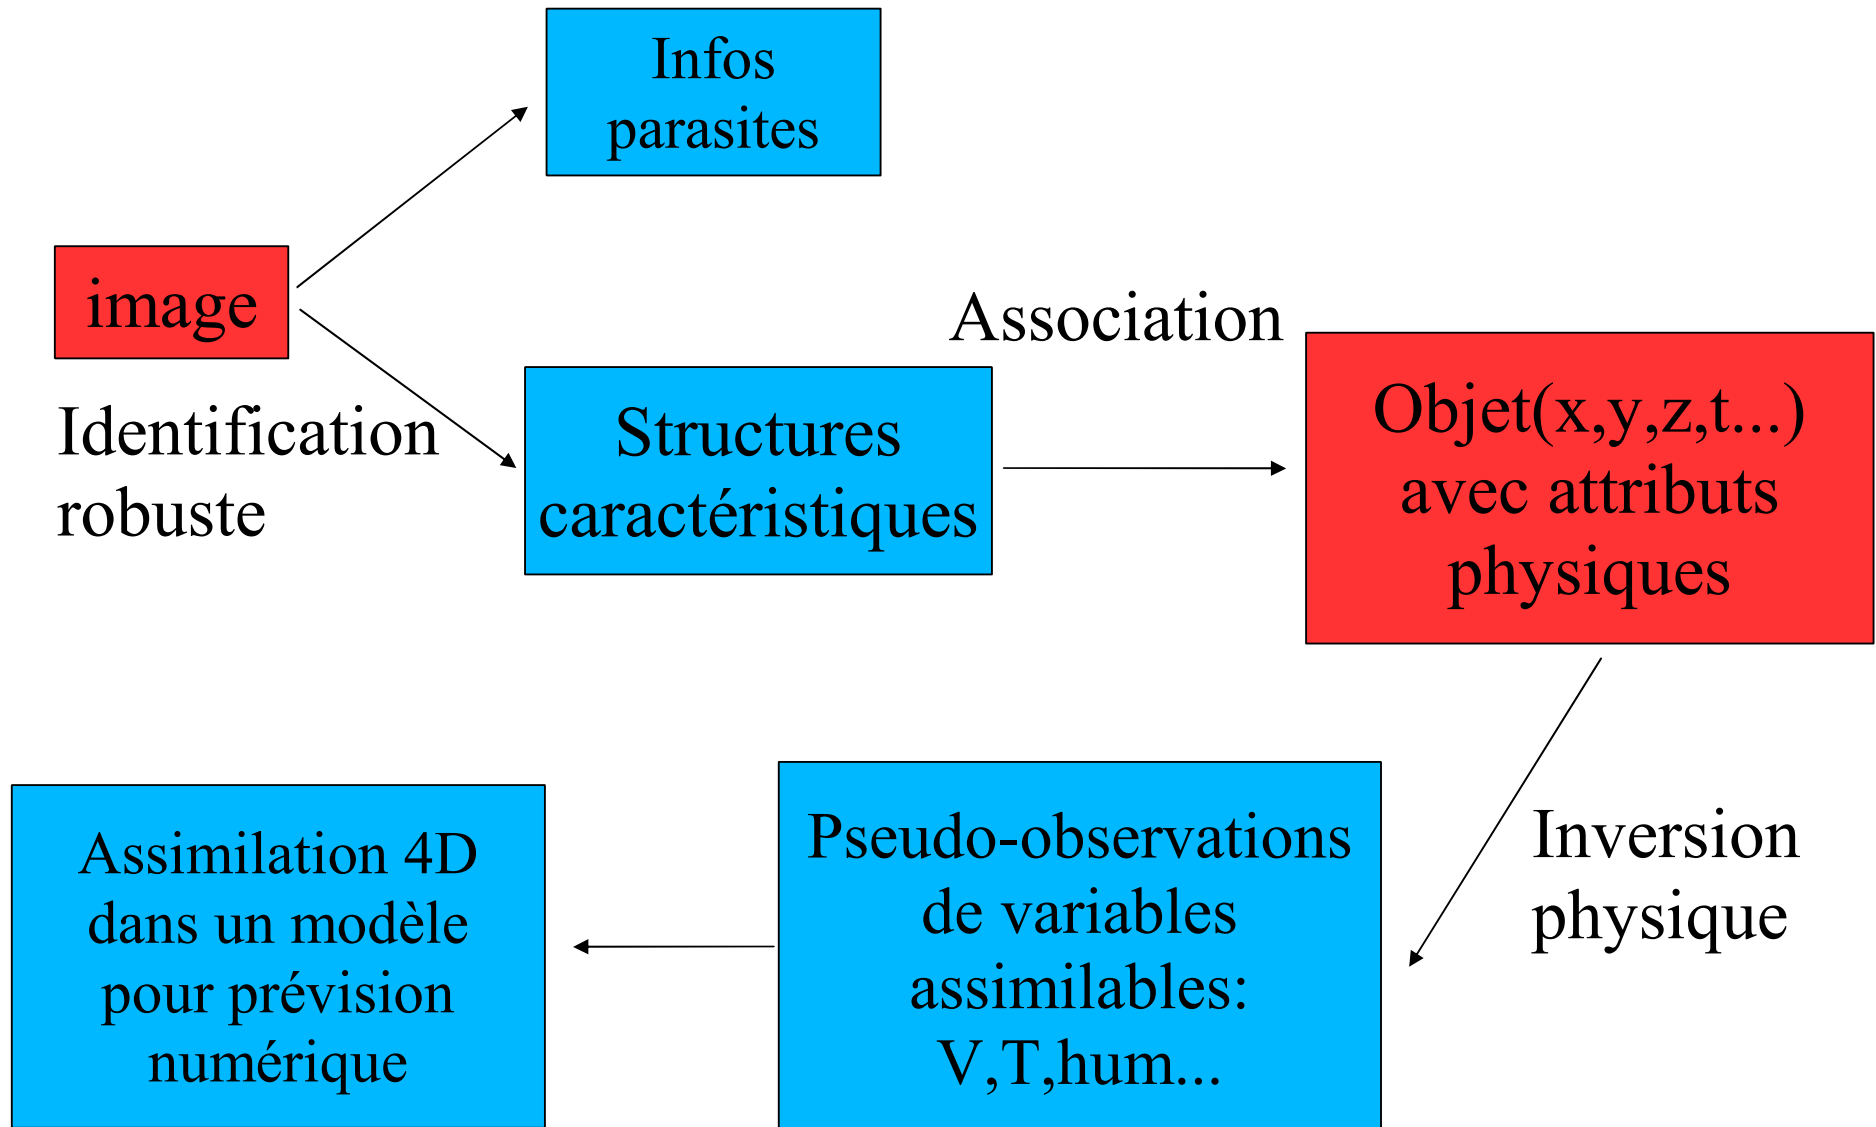 Infos
parasites
image
Identification
robuste
Structures
caractéristiques
Association
Objet(x,y,z,t...)
avec attributs
physiques
Inversion
physique
Pseudo-observations
de variables
assimilables:
V,T,hum...
Assimilation 4D
dans un modèle
pour prévision
numérique